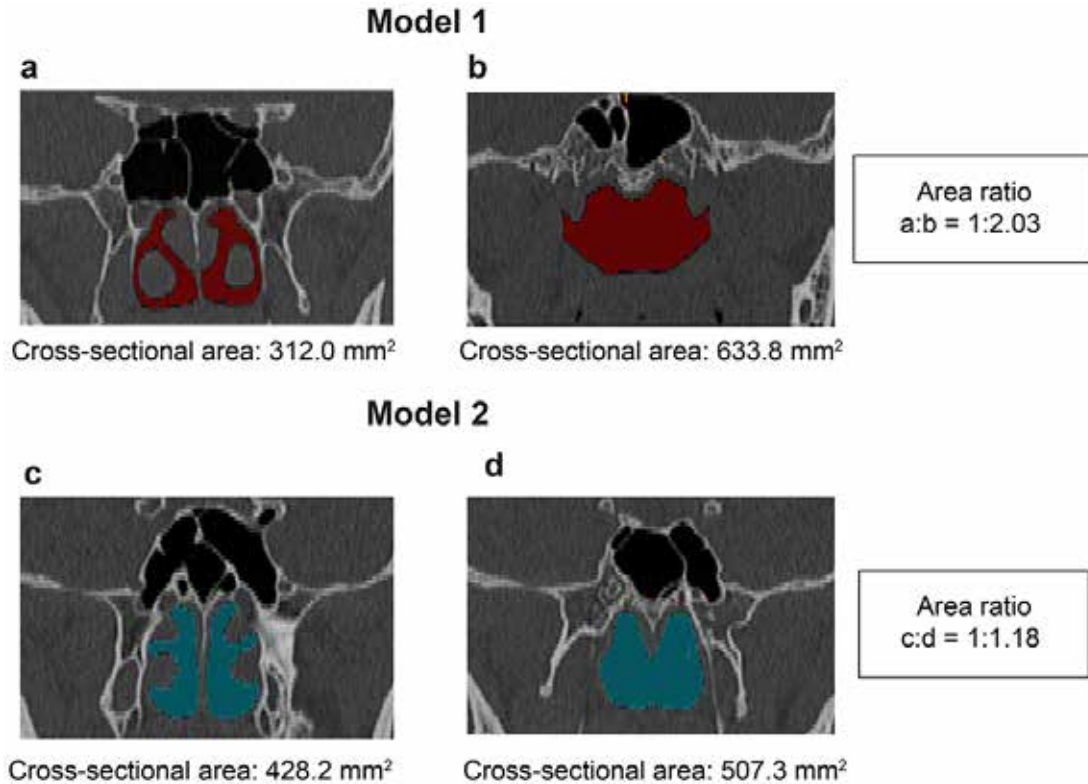 Model 1
a
b
Area ratio
a:b = 1:2.03
Cross-sectional area: 312.0 mm²
Cross-sectional area: 633.8 mm²
Model 2
c
d
Area ratio
c:d = 1:1.18
Cross-sectional area: 428.2 mm²
Cross-sectional area: 507.3 mm²